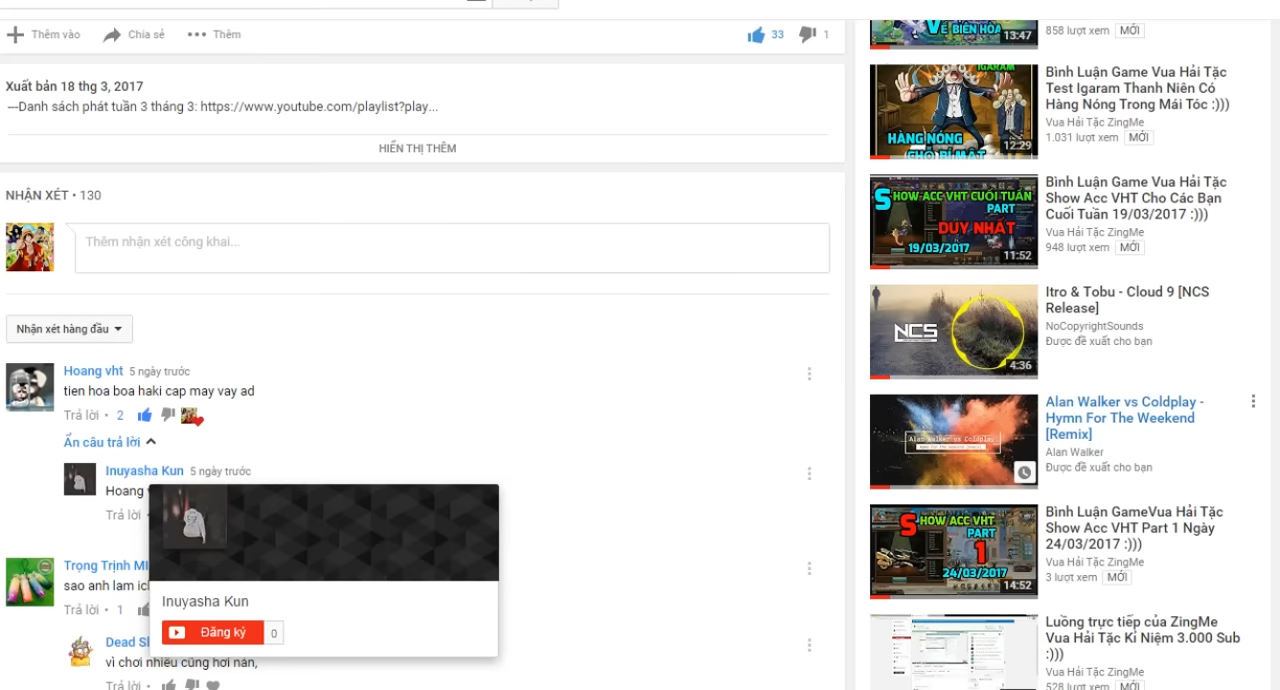 Thêm vào
Chia sẻ
Thêm
33
1
Xuất bản 18 thg 3, 2017
---Danh sách phát tuần 3 tháng 3: https://www.youtube.com/playlist?play...
HIỂN THỊ THÊM
NHẬN XÉT • 130
Thêm nhận xét công khai...
Nhận xét hàng đầu
Hoang vht 5 ngày trước
tien hoa boa haki cap may vay ad
Trả lời • 2
Ẩn câu trả lời
Inuyasha Kun 5 ngày trước
Hoang
Trả lời
Inuyasha Kun
Đăng ký
0
Trọng Trịnh
sao anh lam
Trả lời • 1
Dead
vì chơi nhiều cũng hơi nản,
Trả lời •
VỀ BIÊN HÒA
13:47
858 lượt xem MỚI
IGARAM
HÀNG NÓNG
CHỖ BÍ MẬT
12:29
Bình Luận Game Vua Hải Tặc
Test Igaram Thanh Niên Có
Hàng Nóng Trong Mái Tóc :)))
Vua Hải Tặc ZingMe
1.031 lượt xem MỚI
SHOW ACC VHT CUỐI TUẦN
PART
DUY NHẤT
19/03/2017
11:52
Bình Luận Game Vua Hải Tặc
Show Acc VHT Cho Các Bạn
Cuối Tuần 19/03/2017 :)))
Vua Hải Tặc ZingMe
948 lượt xem MỚI
NCS
4:36
Itro & Tobu - Cloud 9 [NCS
Release]
NoCopyrightSounds
Được đề xuất cho bạn
Alan Walker vs Coldplay
Alan Walker vs Coldplay -
Hymn For The Weekend
[Remix]
Alan Walker
Được đề xuất cho bạn
SHOW ACC VHT
PART
1
24/03/2017
14:52
Bình Luận GameVua Hải Tặc
Show Acc VHT Part 1 Ngày
24/03/2017 :)))
Vua Hải Tặc ZingMe
3 lượt xem MỚI
Luồng trực tiếp của ZingMe
Vua Hải Tặc Kỉ Niệm 3.000 Sub
:)))
Vua Hải Tặc ZingMe
528 lượt xem MỚI